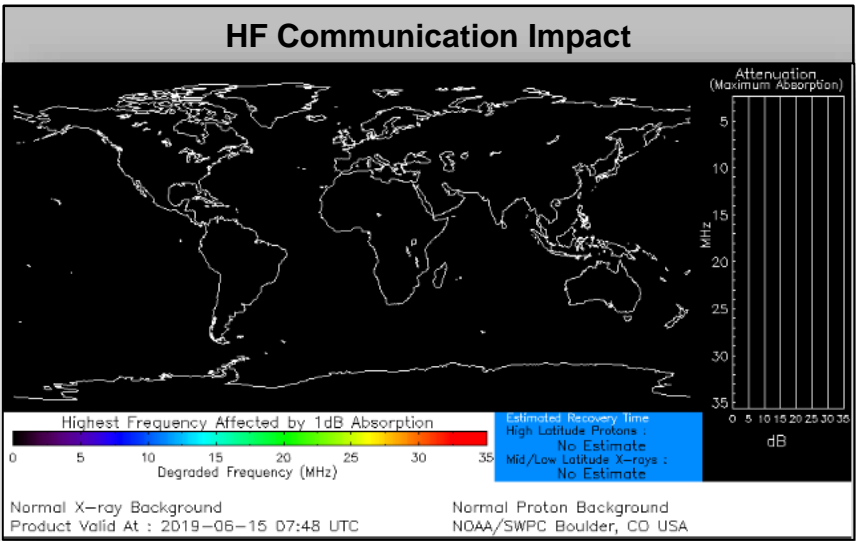 HF Communication Impact
Attenuation
(Maximum Absorption)
5
10
15
20
25
30
35
MHz
0 5 10 15 20 25 30 35
dB
Highest Frequency Affected by 1dB Absorption
0 5 10 15 20 25 30 35
Degraded Frequency (MHz)
Estimated Recovery Time
High Latitude Protons :
No Estimate
Mid/Low Latitude X-rays :
No Estimate
Normal X-ray Background
Product Valid At : 2019-06-15 07:48 UTC
Normal Proton Background
NOAA/SWPC Boulder, CO USA